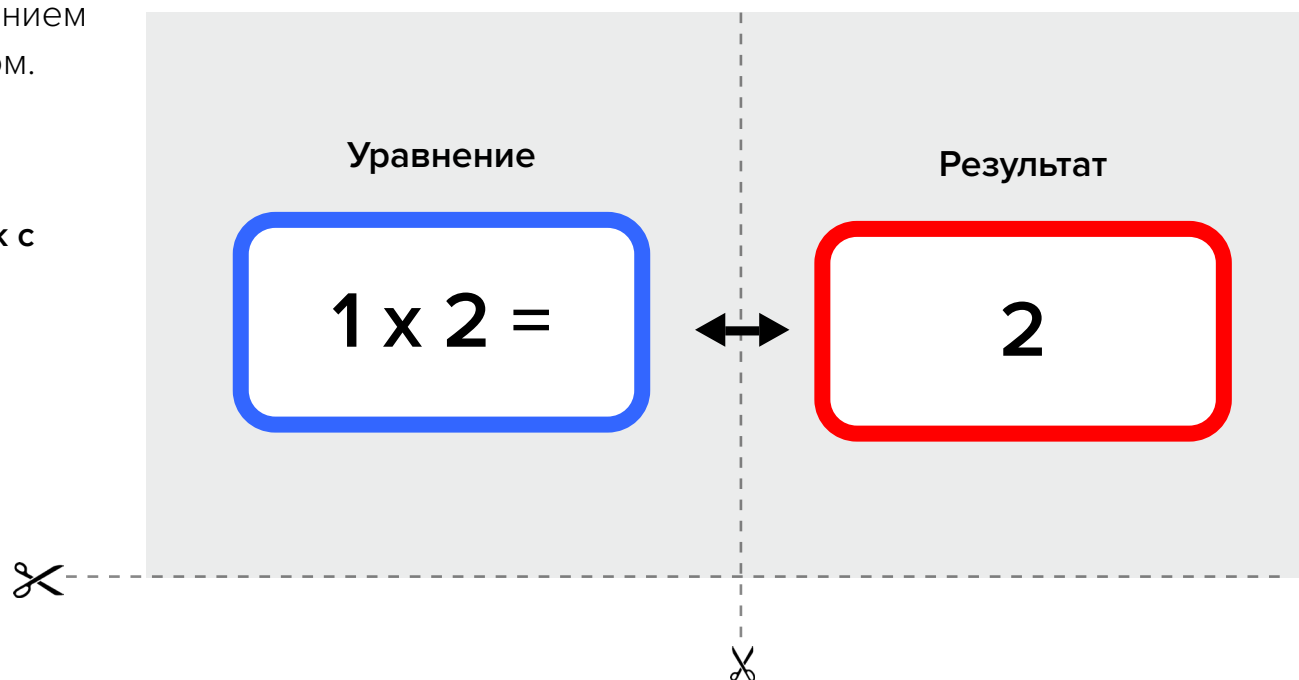 нием
ом.
к с
Уравнение
Результат
1 x 2 =
2